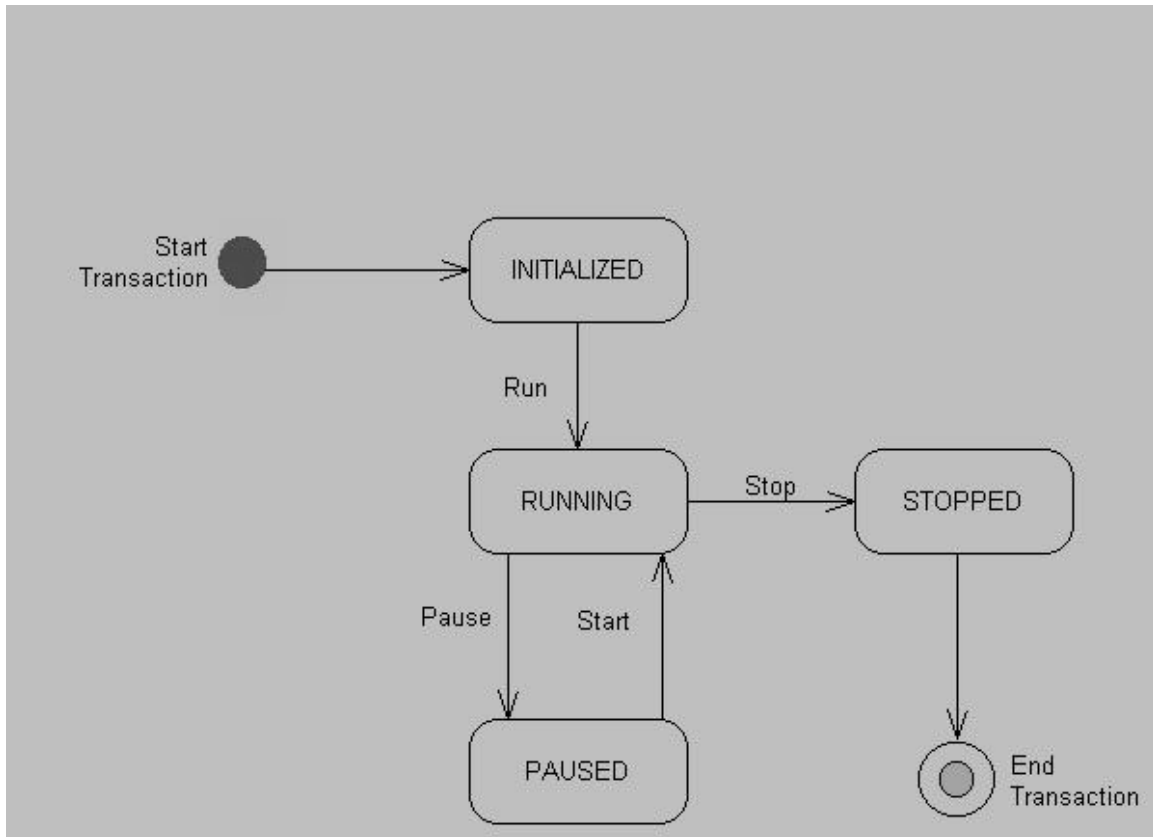 Start
Transaction
INITIALIZED
Run
RUNNING
Stop
STOPPED
Pause
Start
PAUSED
End
Transaction